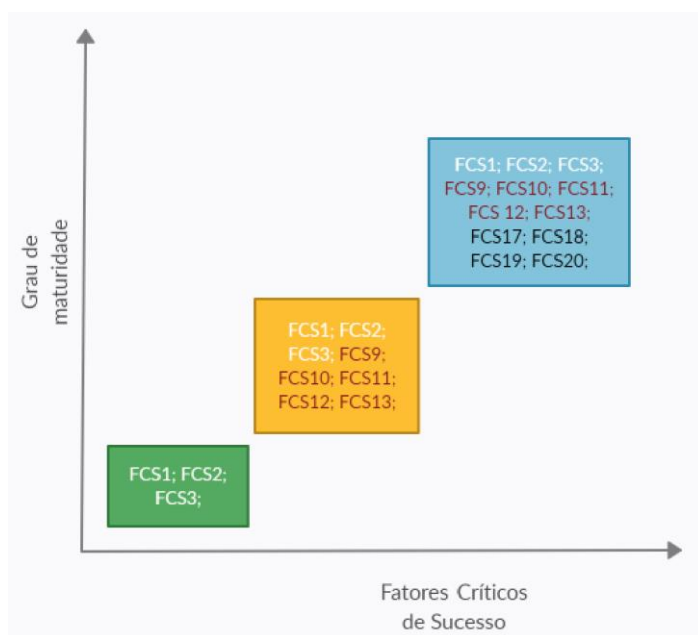 FCS1; FCS2; FCS3;
FCS9; FCS10; FCS11;
FCS 12; FCS13;
FCS17; FCS18;
FCS19; FCS20;
Grau de
maturidade
FCS1; FCS2;
FCS3; FCS9;
FCS10; FCS11;
FCS12; FCS13;
FCS1; FCS2;
FCS3;
Fatores Críticos
de Sucesso